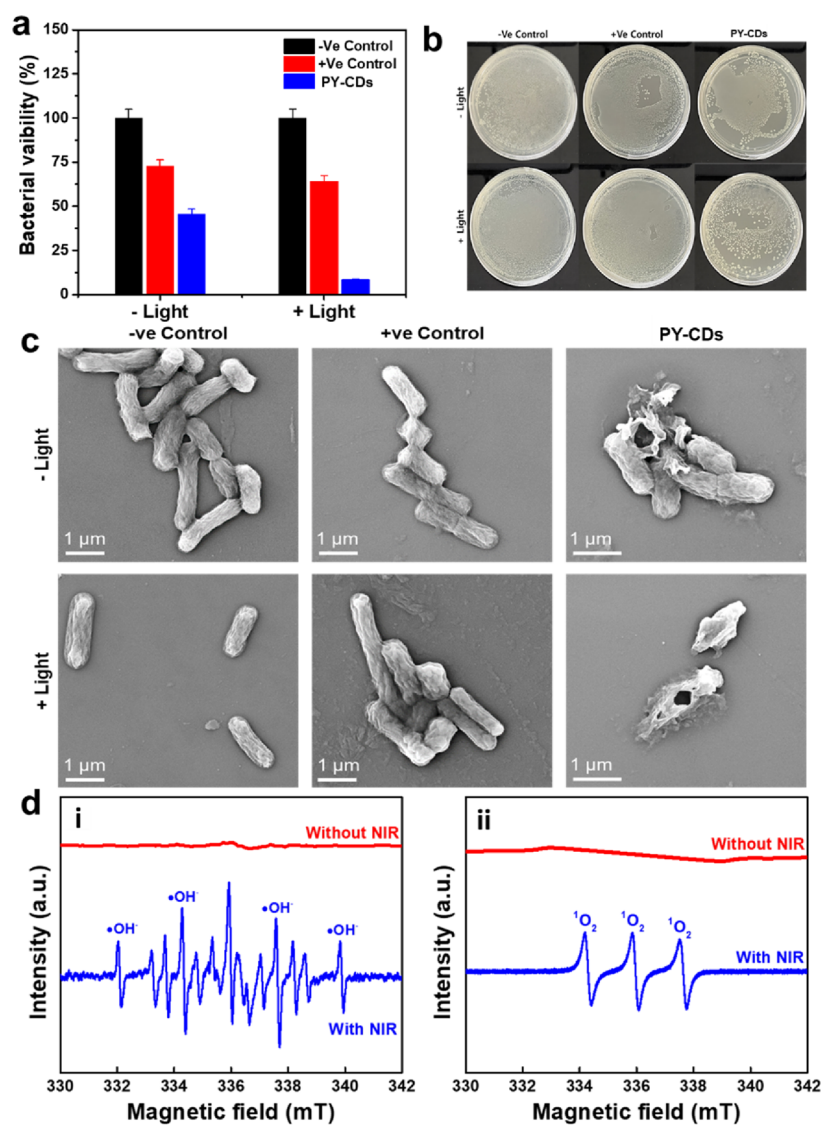 a
150
125
100
75
50
25
0
Bacterial vaibility (%)
-Ve Control
+Ve Control
PY-CDs
- Light
+ Light
b
-Ve Control
+Ve Control
PY-CDs
- Light
+ Light
c
-ve Control
+ve Control
PY-CDs
- Light
1 µm
1 µm
1 µm
+ Light
1 µm
1 µm
1 µm
d
i
Without NIR
•OH·
•OH·
•OH·
•OH·
With NIR
Intensity (a.u.)
330 332 334 336 338 340 342
Magnetic field (mT)
ii
Without NIR
¹O₂ ¹O₂ ¹O₂
With NIR
Intensity (a.u.)
330 332 334 336 338 340 342
Magnetic field (mT)